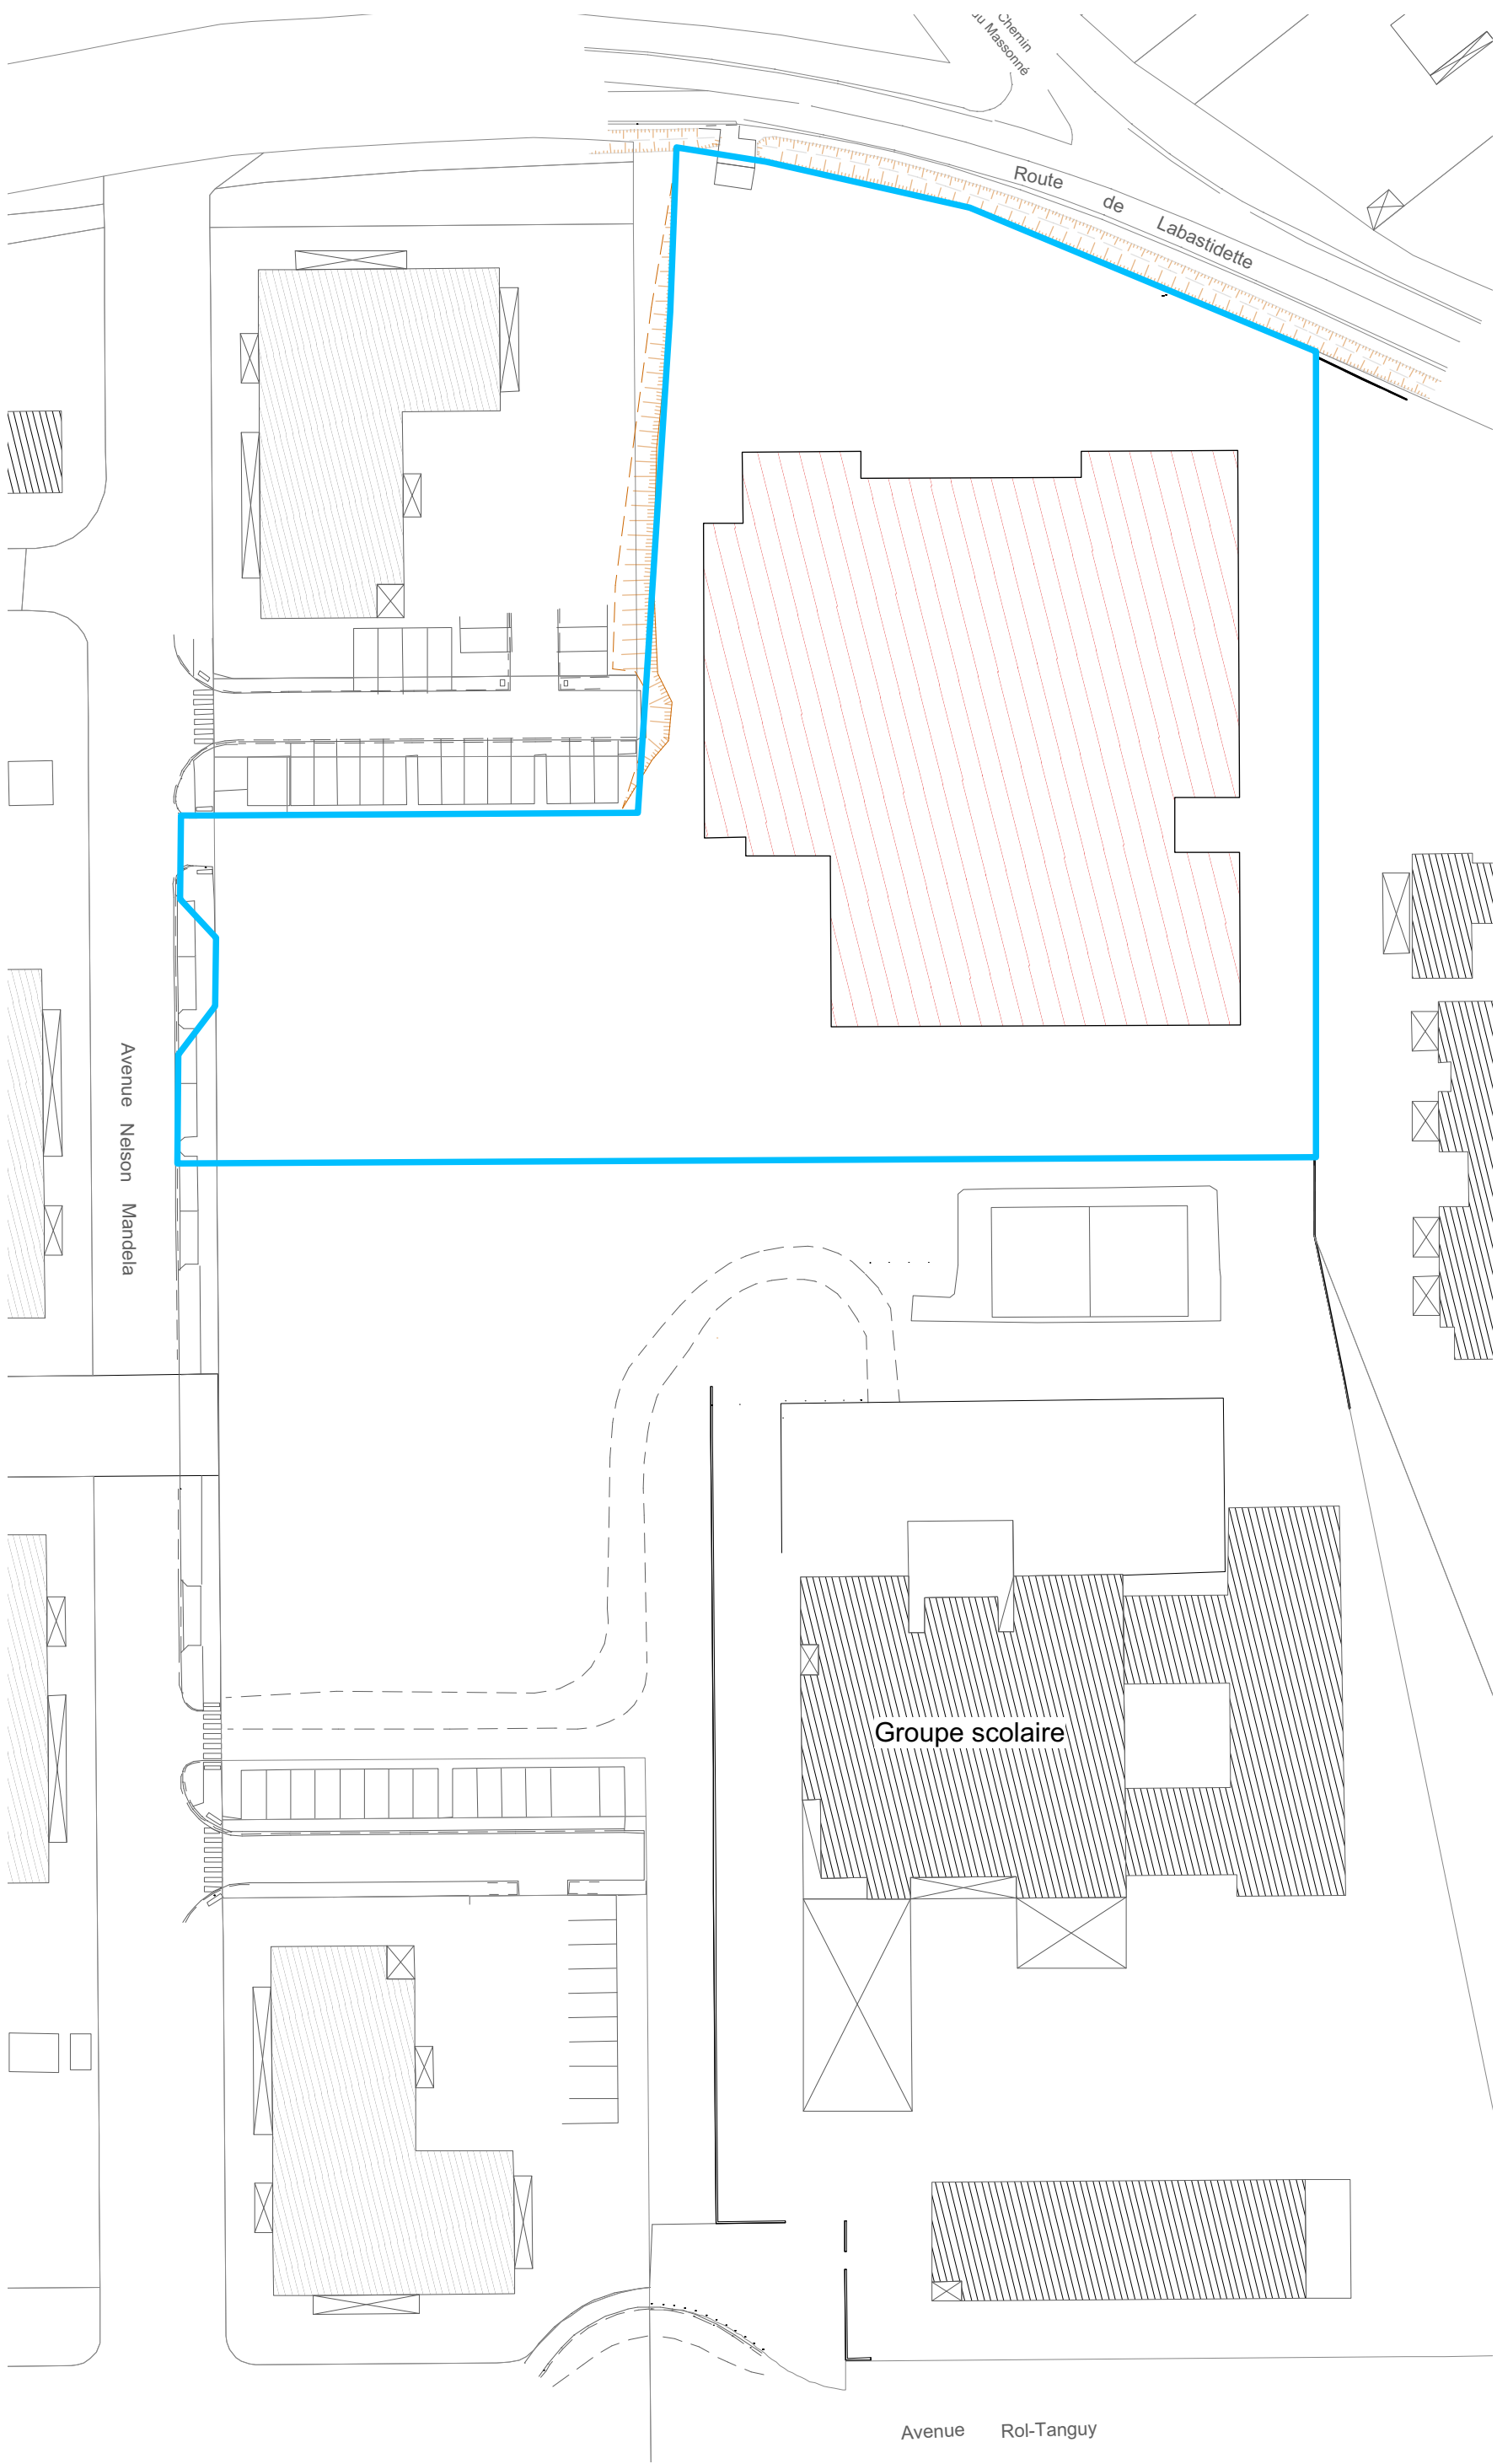 Chemin
du Massonné
Route de Labastidette
Avenue Nelson Mandela
Groupe scolaire
Avenue Rol-Tanguy